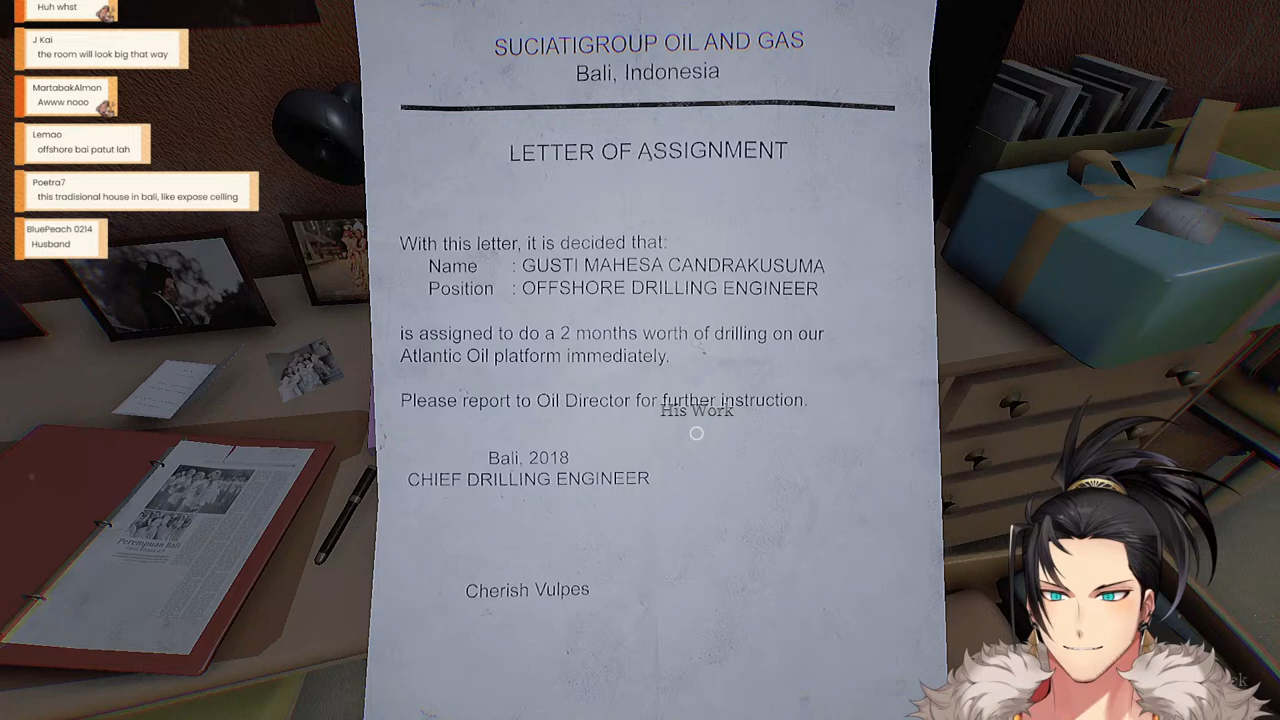 Huh whst
J Kai
the room will look big that way
MartabakAlmon
Awww nooo
Lemao
offshore bai patut lah
Poetra7
this tradisional house in bali, like expose celling
BluePeach 0214
Husband
SUCIATIGROUP OIL AND GAS
Bali, Indonesia
LETTER OF ASSIGNMENT
With this letter, it is decided that:
Name : GUSTI MAHESA CANDRAKUSUMA
Position : OFFSHORE DRILLING ENGINEER
is assigned to do a 2 months worth of drilling on our
Atlantic Oil platform immediately.
Please report to Oil Director for further instruction.
His Work
Bali, 2018
CHIEF DRILLING ENGINEER
Cherish Vulpes
Perempuan Bali